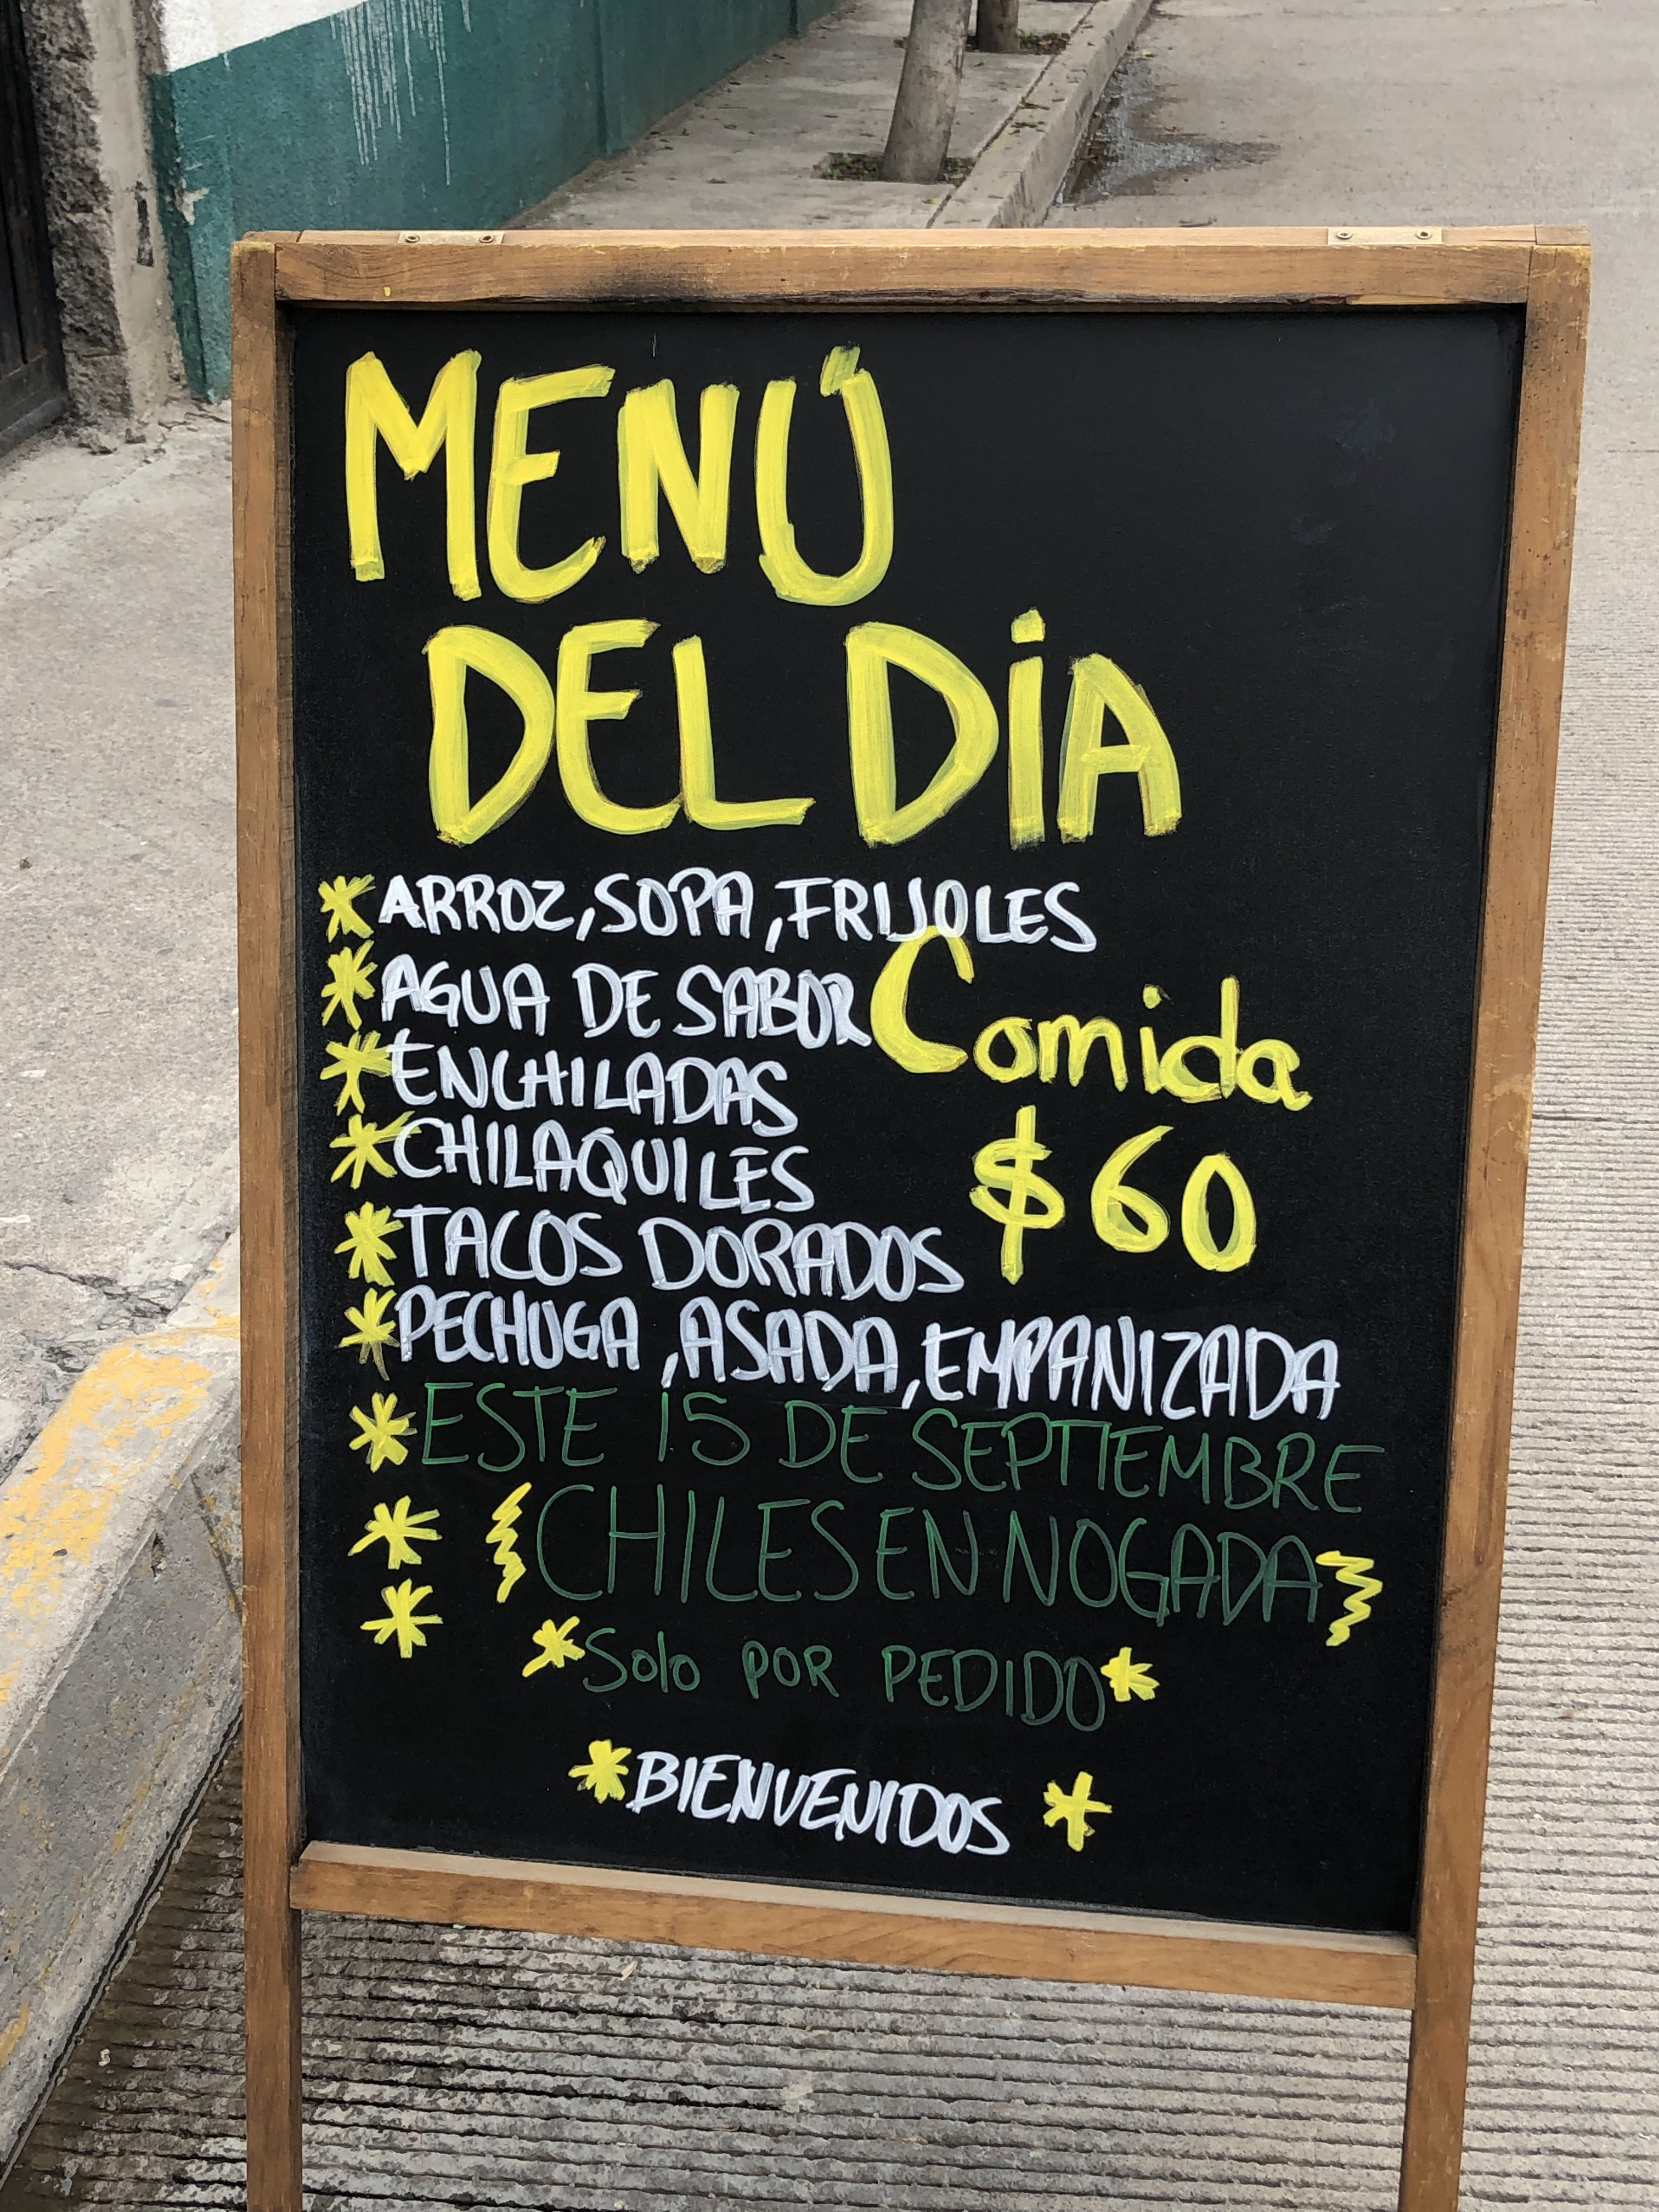 MENÚ
DEL DÍA
* ARROZ, SOPA, FRIJOLES
* AGUA DE SABOR
Comida
* ENCHILADAS
* CHILAQUILES
$60
* TACOS DORADOS
* PECHUGA, ASADA, EMPANIZADA
* ESTE 15 DE SEPTIEMBRE
* CHILES EN NOGADA
* * Solo POR PEDIDO *
* BIENVENIDOS *